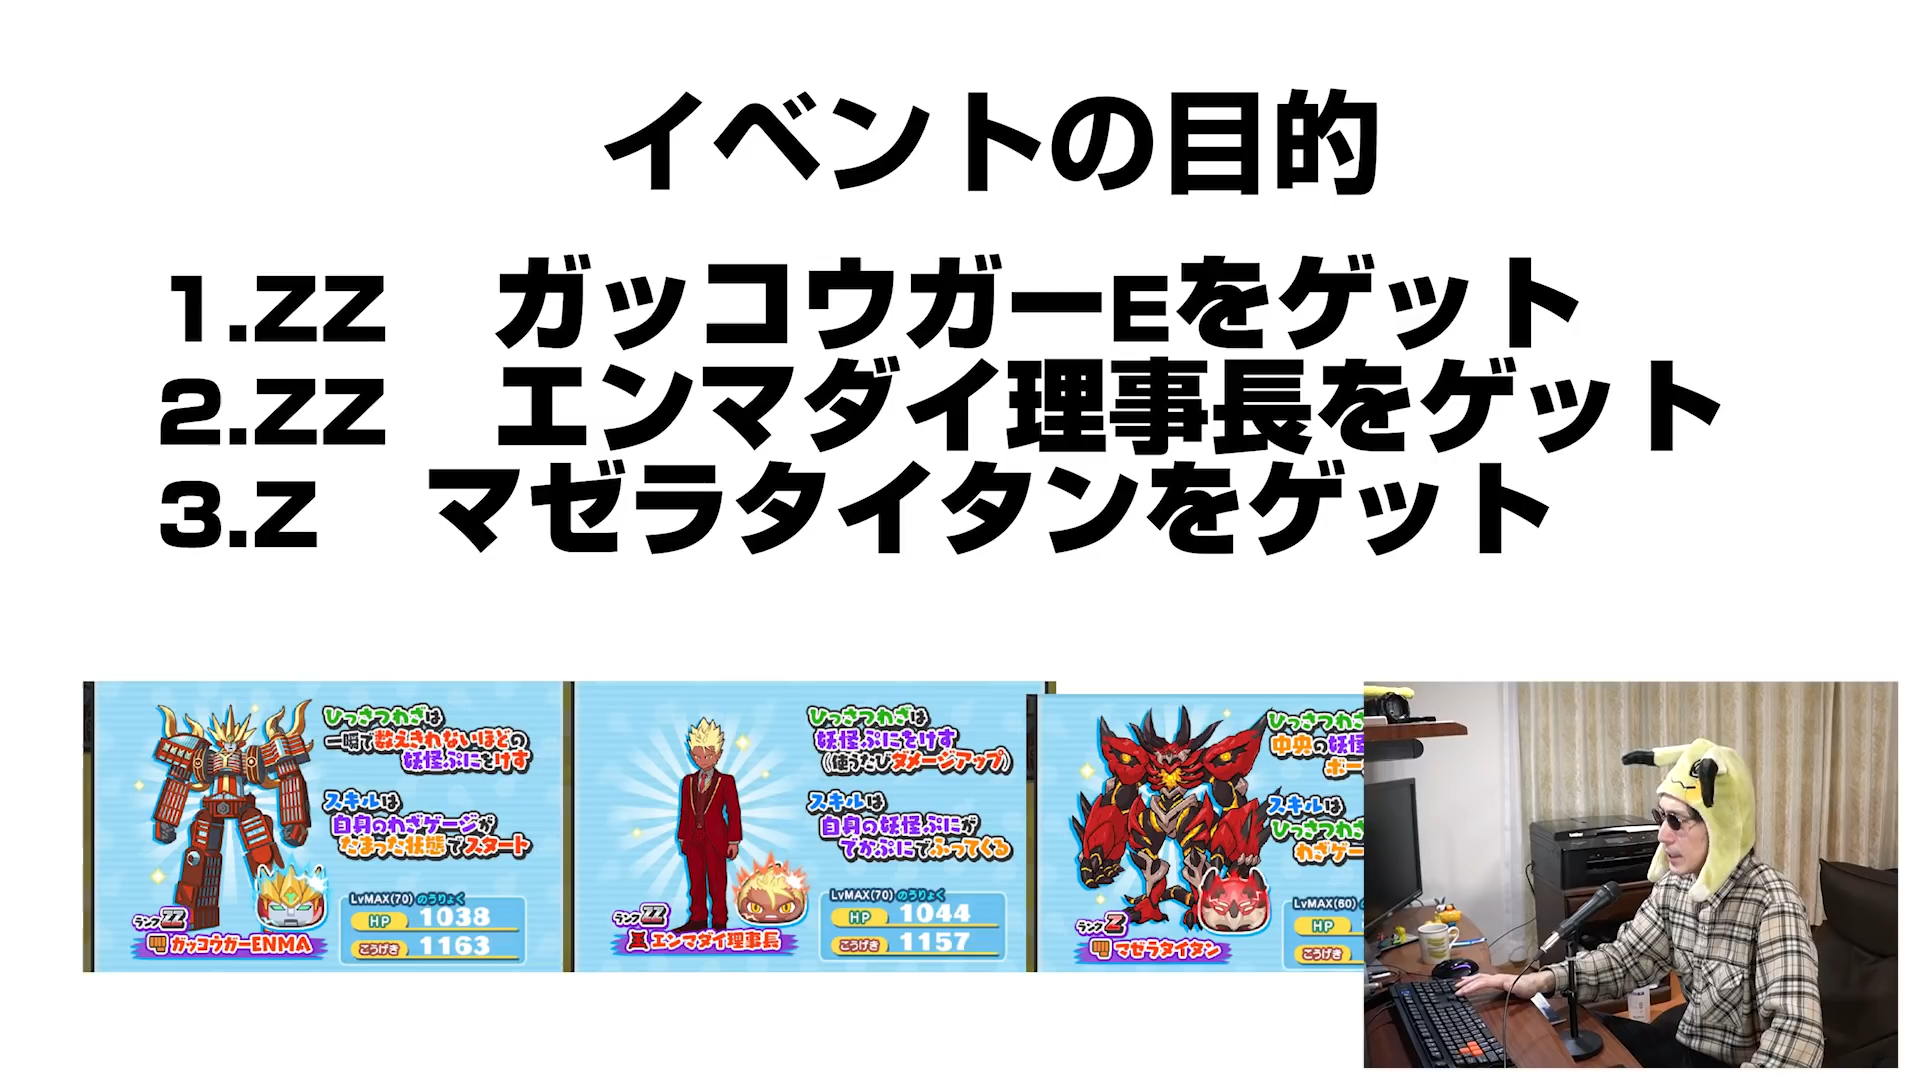 イベントの目的
1.ZZ　ガッコウガーEをゲット
2.ZZ　エンマダイ理事長をゲット
3.Z　マゼラタイタンをゲット
ひっさつわざは
一瞬で数えきれないほどの
妖怪ぷにをけす
スキルは
自身のわざゲージが
たまった状態でスタート
ランクZZ
ガッコウガーENMA
LvMAX(70) のうりょく
HP 1038
こうげき 1163
ひっさつわざは
妖怪ぷにをけす
(使うたびダメージアップ)
スキルは
自身の妖怪ぷにが
でかぷにでふってくる
ランクZZ
エンマダイ理事長
LvMAX(70) のうりょく
HP 1044
こうげき 1157
ひっさつわざ
中央の妖怪
ボー
スキルは
ひっさつわざ
わざゲー
ランクZ
マゼラタイタン
LvMAX(60)
HP
こうげき